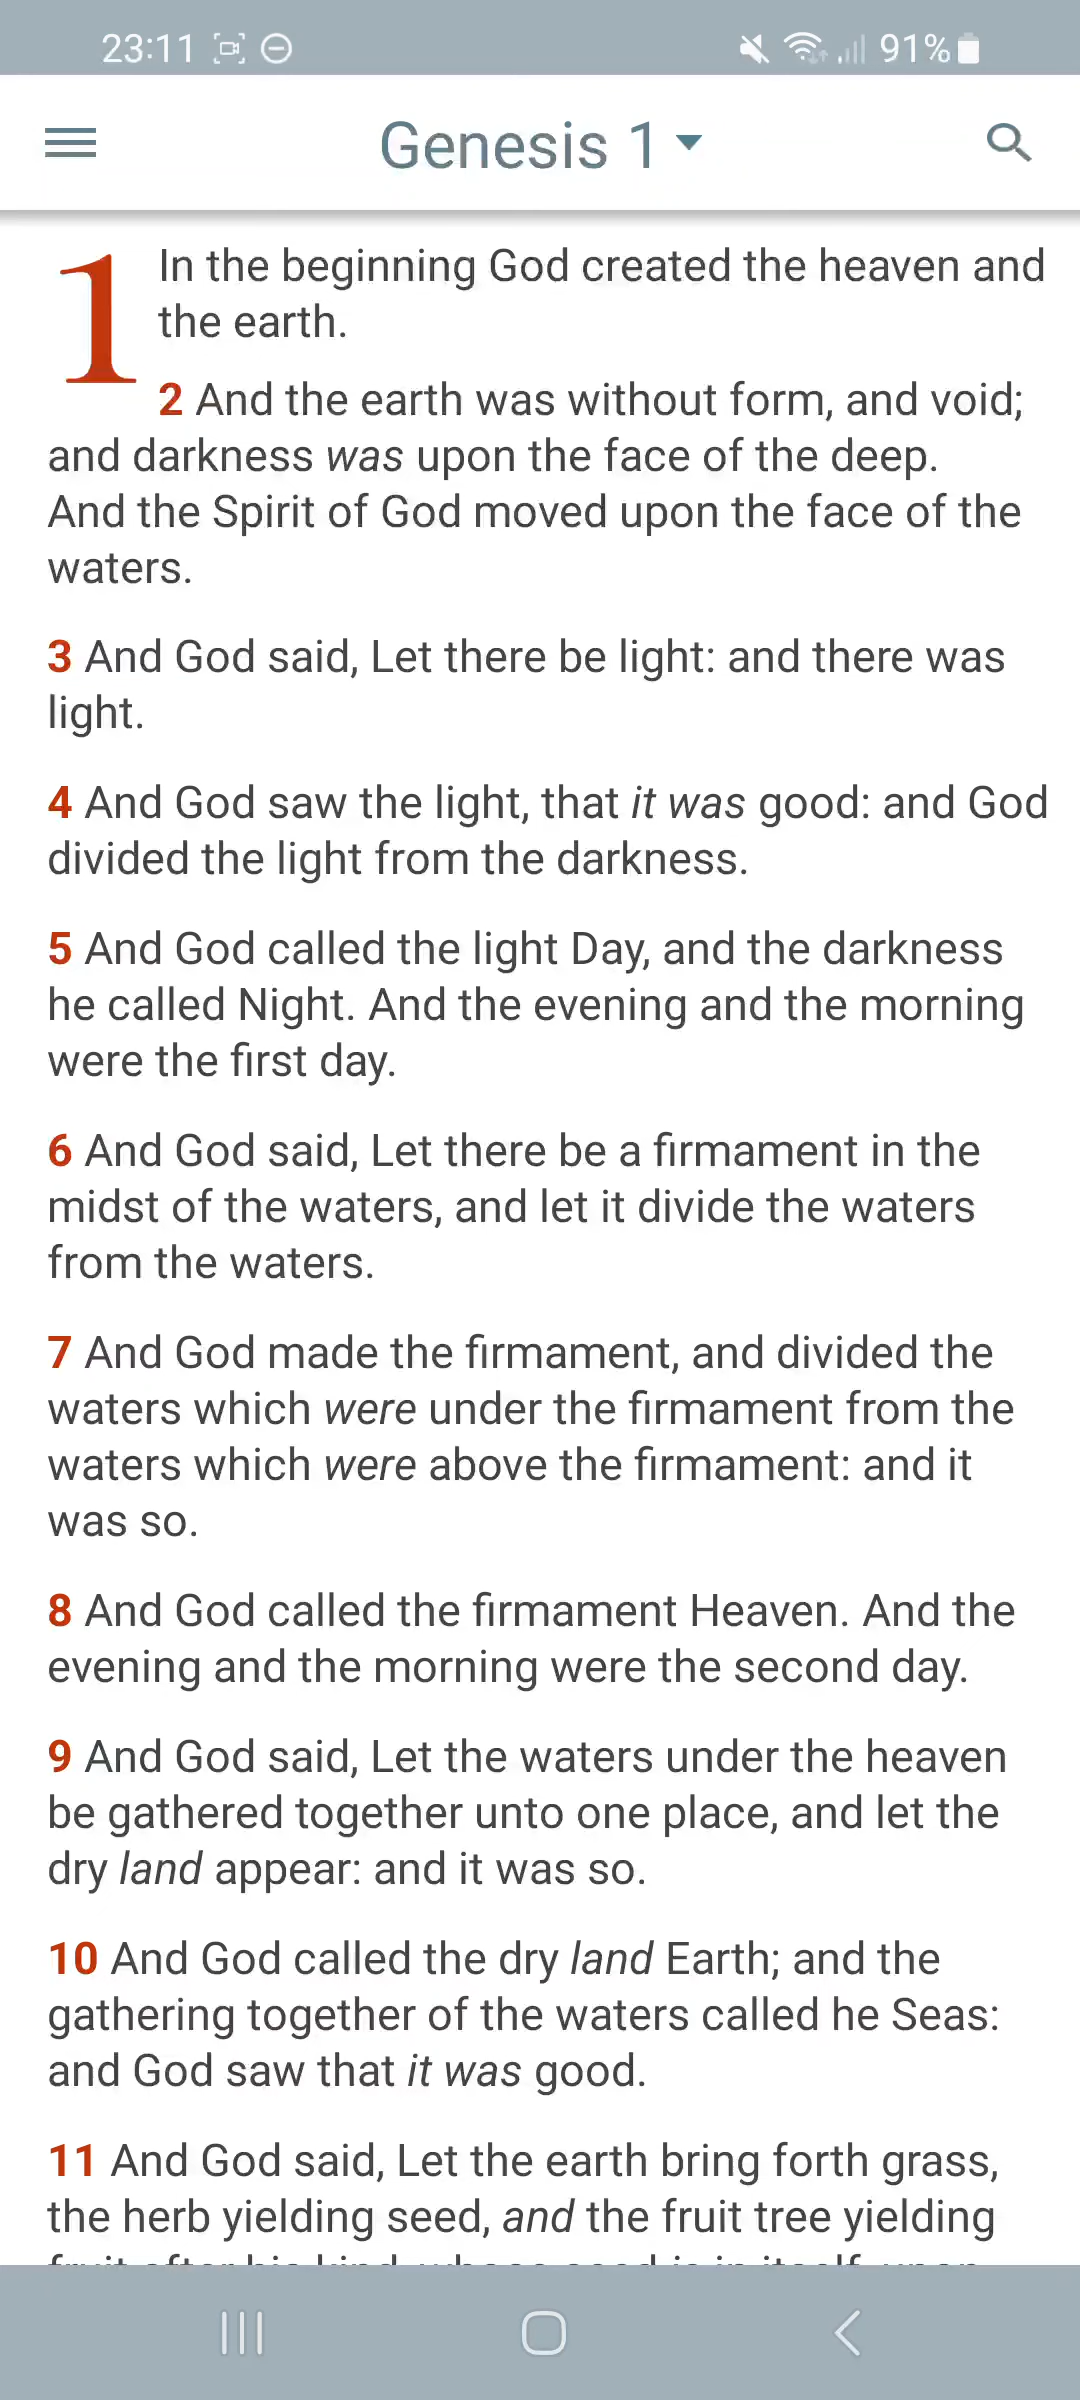 23:11
91%
Genesis 1
1 In the beginning God created the heaven and
the earth.
2 And the earth was without form, and void;
and darkness was upon the face of the deep.
And the Spirit of God moved upon the face of the
waters.
3 And God said, Let there be light: and there was
light.
4 And God saw the light, that it was good: and God
divided the light from the darkness.
5 And God called the light Day, and the darkness
he called Night. And the evening and the morning
were the first day.
6 And God said, Let there be a firmament in the
midst of the waters, and let it divide the waters
from the waters.
7 And God made the firmament, and divided the
waters which were under the firmament from the
waters which were above the firmament: and it
was so.
8 And God called the firmament Heaven. And the
evening and the morning were the second day.
9 And God said, Let the waters under the heaven
be gathered together unto one place, and let the
dry land appear: and it was so.
10 And God called the dry land Earth; and the
gathering together of the waters called he Seas:
and God saw that it was good.
11 And God said, Let the earth bring forth grass,
the herb yielding seed, and the fruit tree yielding